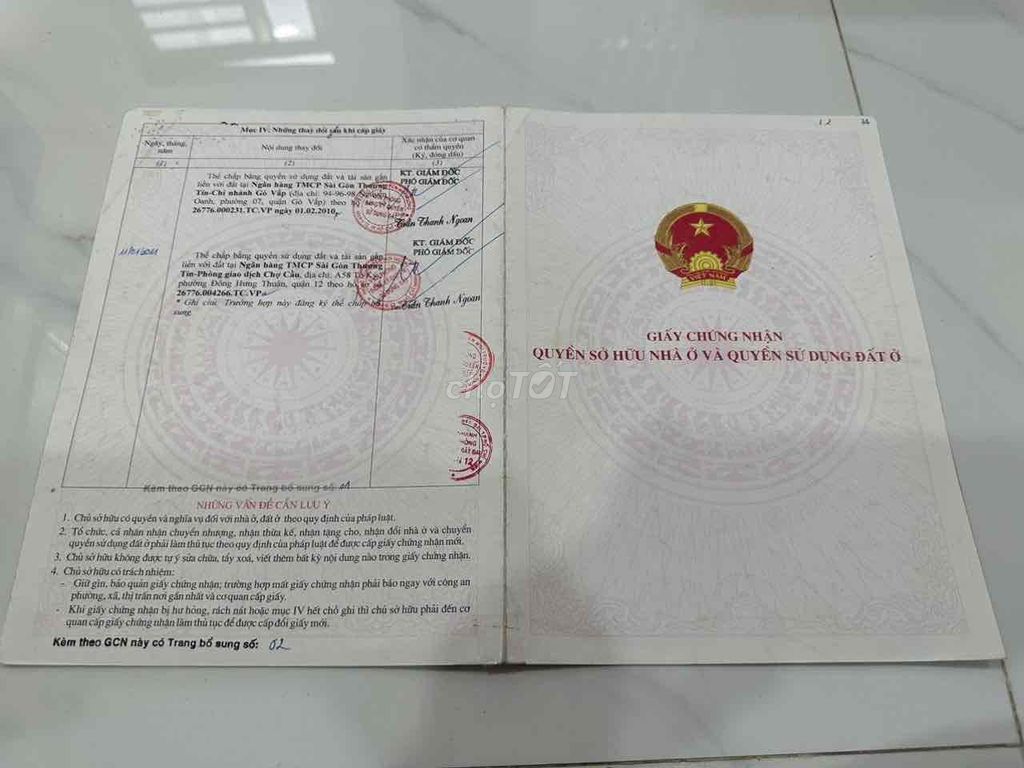 Mục IV. Những thay đổi sau khi cấp giấy
Ngày, tháng, năm
Nội dung thay đổi
Xác nhận của cơ quan
có thẩm quyền
(Ký, đóng dấu)
(1)
(2)
(3)
Thế chấp bằng quyền sử dụng đất và tài sản gắn
liền với đất tại Ngân hàng TMCP Sài Gòn Thương
Tín-Chi nhánh Gò Vấp (địa chỉ: 94-96-98
Oanh, phường 07, quận Gò Vấp) theo
26776.000231.TC.VP ngày 01.02.2010
KT. GIÁM ĐỐC
PHÓ GIÁM ĐỐC
Trần Thanh Ngoan
11/01/2011
Thế chấp bằng quyền sử dụng đất và tài sản gắn
liền với đất tại Ngân hàng TMCP Sài Gòn Thương
Tín-Phòng giao dịch Chợ Cầu, địa chỉ: A58 Tô Ký,
phường Đông Hưng Thuận, quận 12 theo hồ sơ số
26776.004266.TC.VP
* Ghi chú: Trường hợp này đăng ký thế chấp bổ
sung.
KT. GIÁM ĐỐC
PHÓ GIÁM ĐỐC
Trần Thanh Ngoan
Kèm theo GCN này có Trang bổ sung số: 01
NHỮNG VẤN ĐỀ CẦN LƯU Ý
1. Chủ sở hữu có quyền và nghĩa vụ đối với nhà ở, đất ở theo quy định của pháp luật.
2. Tổ chức, cá nhân nhận chuyển nhượng, nhận thừa kế, nhận tặng cho, nhận đổi nhà ở và chuyển
quyền sử dụng đất ở phải làm thủ tục theo quy định của pháp luật để được cấp giấy chứng nhận mới.
3. Chủ sở hữu không được tự ý sửa chữa, tẩy xoá, viết thêm bất kỳ nội dung nào trong giấy chứng nhận.
4. Chủ sở hữu có trách nhiệm:
- Giữ gìn, bảo quản giấy chứng nhận; trường hợp mất giấy chứng nhận phải báo ngay với công an
phường, xã, thị trấn nơi gần nhất và cơ quan cấp giấy.
- Khi giấy chứng nhận bị hư hỏng, rách nát hoặc mục IV hết chỗ ghi thì chủ sở hữu phải đến cơ
quan cấp giấy chứng nhận làm thủ tục để được cấp đổi giấy mới.
Kèm theo GCN này có Trang bổ sung số: 02
VIỆT NAM
GIẤY CHỨNG NHẬN
QUYỀN SỞ HỮU NHÀ Ở VÀ QUYỀN SỬ DỤNG ĐẤT Ở
chợTỐT